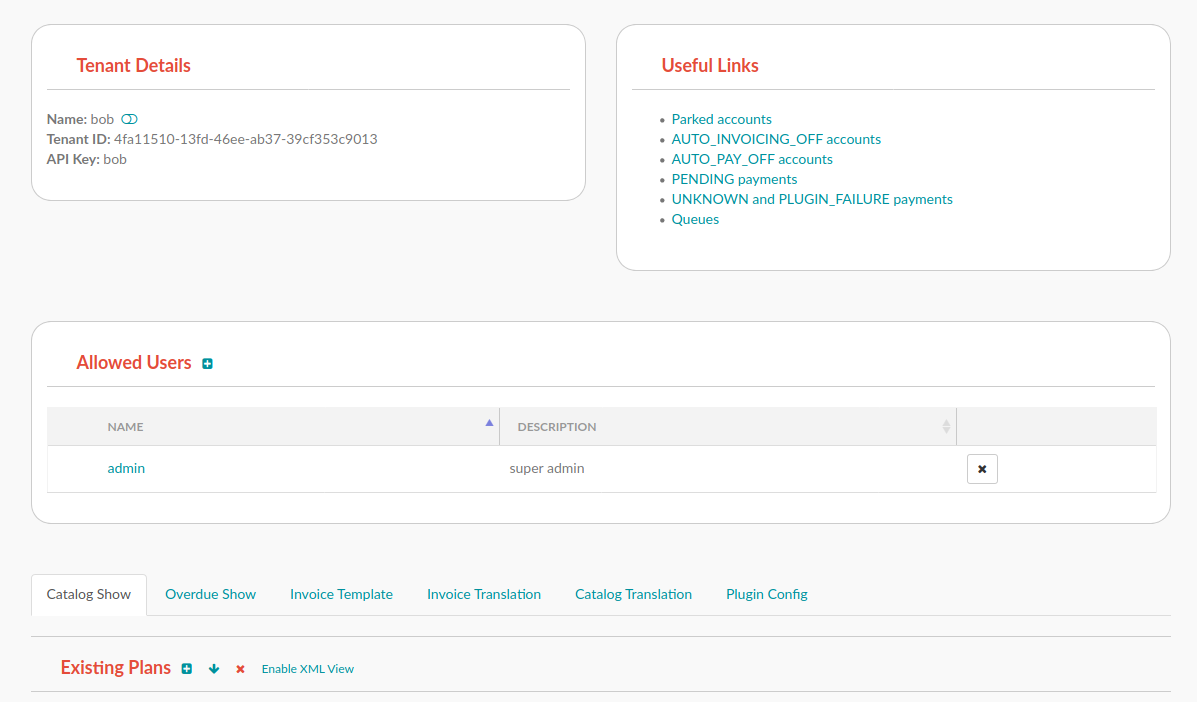 Tenant Details
Name: bob
Tenant ID: 4fa11510-13fd-46ee-ab37-39cf353c9013
API Key: bob
Useful Links
Parked accounts
AUTO_INVOICING_OFF accounts
AUTO_PAY_OFF accounts
PENDING payments
UNKNOWN and PLUGIN_FAILURE payments
Queues
Allowed Users
NAME DESCRIPTION
admin super admin
Catalog Show Overdue Show Invoice Template Invoice Translation Catalog Translation Plugin Config
Existing Plans Enable XML View